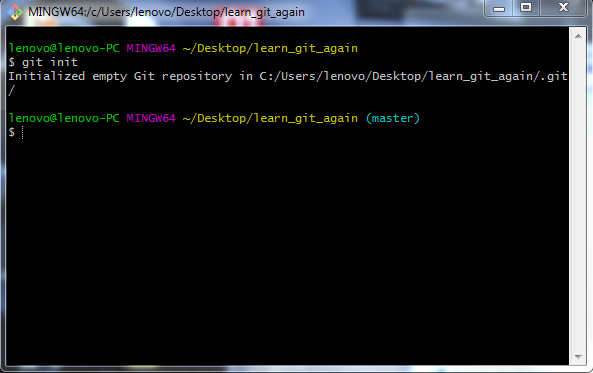 MINGW64:/c/Users/lenovo/Desktop/learn_git_again
lenovo@lenovo-PC MINGW64 ~/Desktop/learn_git_again
$ git init
Initialized empty Git repository in C:/Users/lenovo/Desktop/learn_git_again/.git
/
lenovo@lenovo-PC MINGW64 ~/Desktop/learn_git_again (master)
$